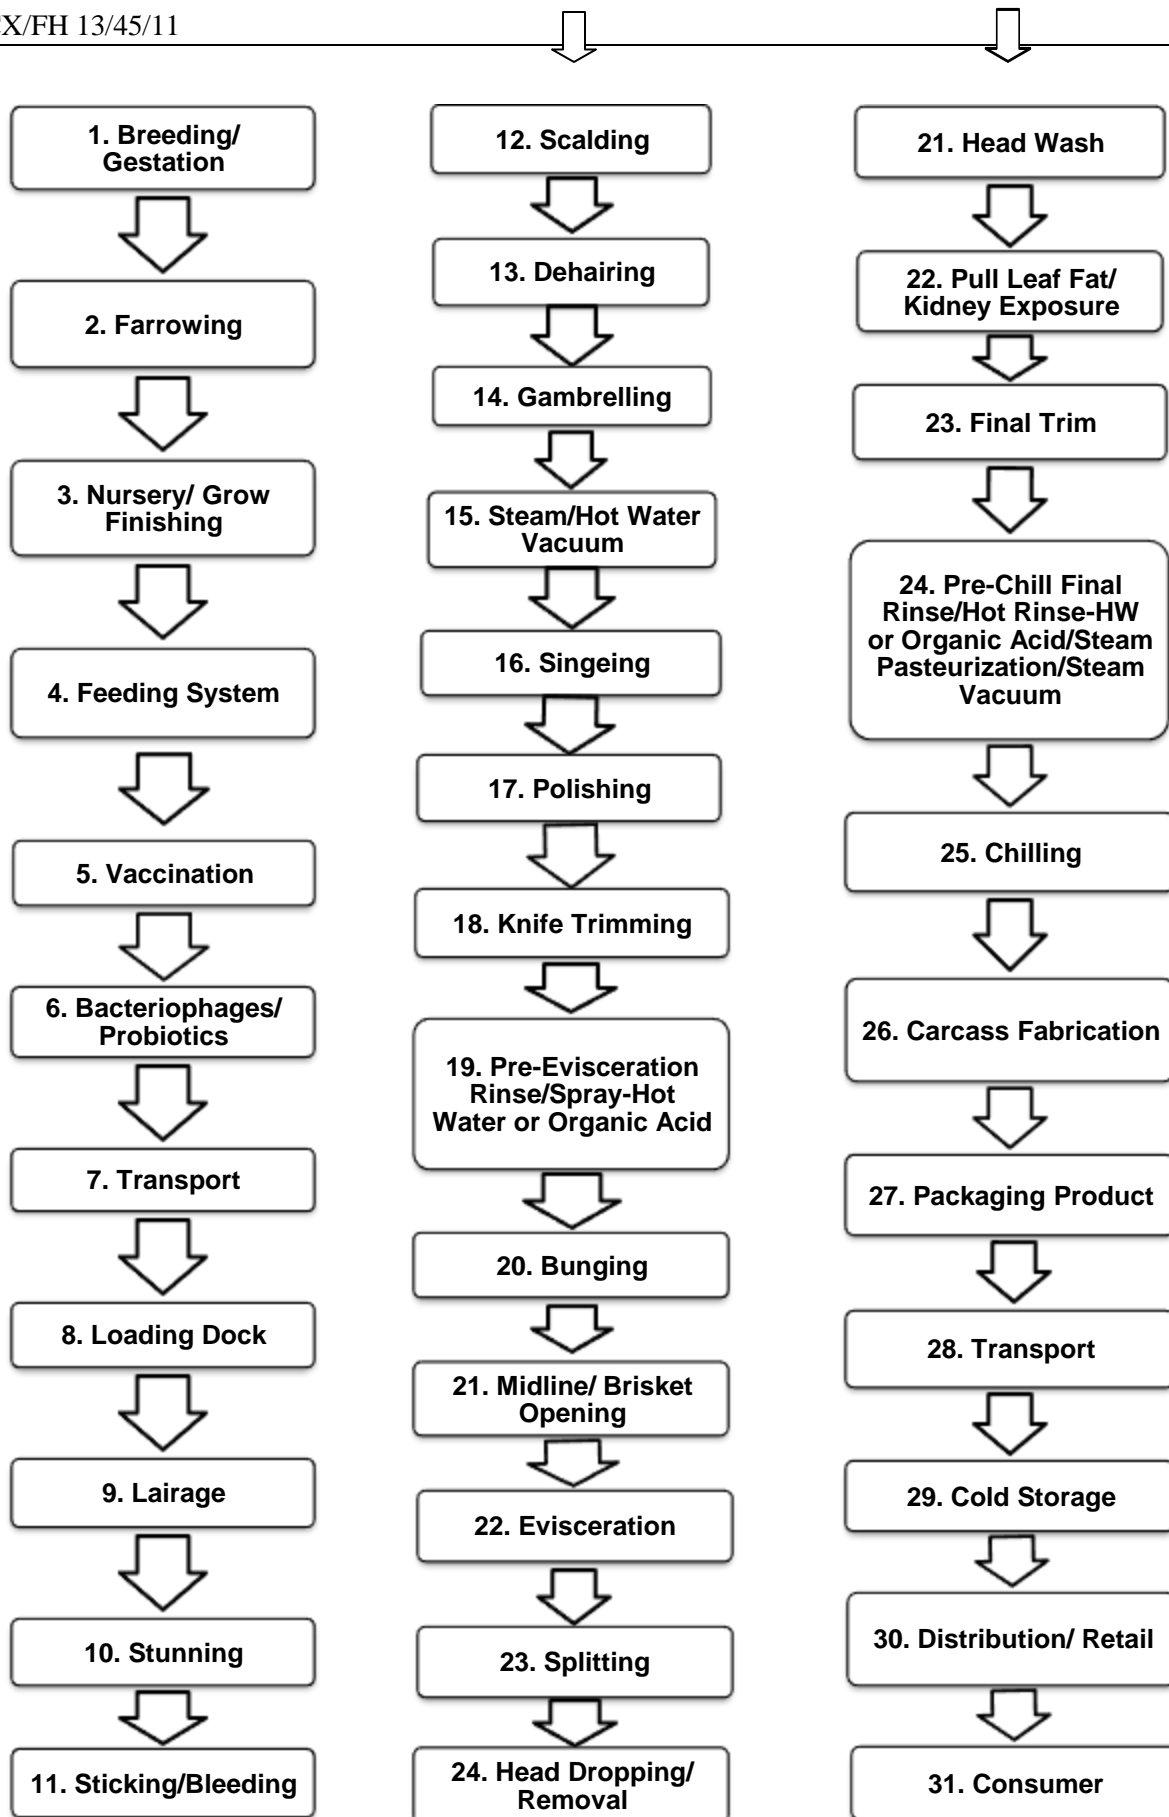 CX/FH 13/45/11
1. Breeding/
Gestation
2. Farrowing
3. Nursery/ Grow
Finishing
4. Feeding System
5. Vaccination
6. Bacteriophages/
Probiotics
7. Transport
8. Loading Dock
9. Lairage
10. Stunning
11. Sticking/Bleeding
12. Scalding
13. Dehairing
14. Gambrelling
15. Steam/Hot Water
Vacuum
16. Singeing
17. Polishing
18. Knife Trimming
19. Pre-Evisceration
Rinse/Spray-Hot
Water or Organic Acid
20. Bunging
21. Midline/ Brisket
Opening
22. Evisceration
23. Splitting
24. Head Dropping/
Removal
21. Head Wash
22. Pull Leaf Fat/
Kidney Exposure
23. Final Trim
24. Pre-Chill Final
Rinse/Hot Rinse-HW
or Organic Acid/Steam
Pasteurization/Steam
Vacuum
25. Chilling
26. Carcass Fabrication
27. Packaging Product
28. Transport
29. Cold Storage
30. Distribution/ Retail
31. Consumer